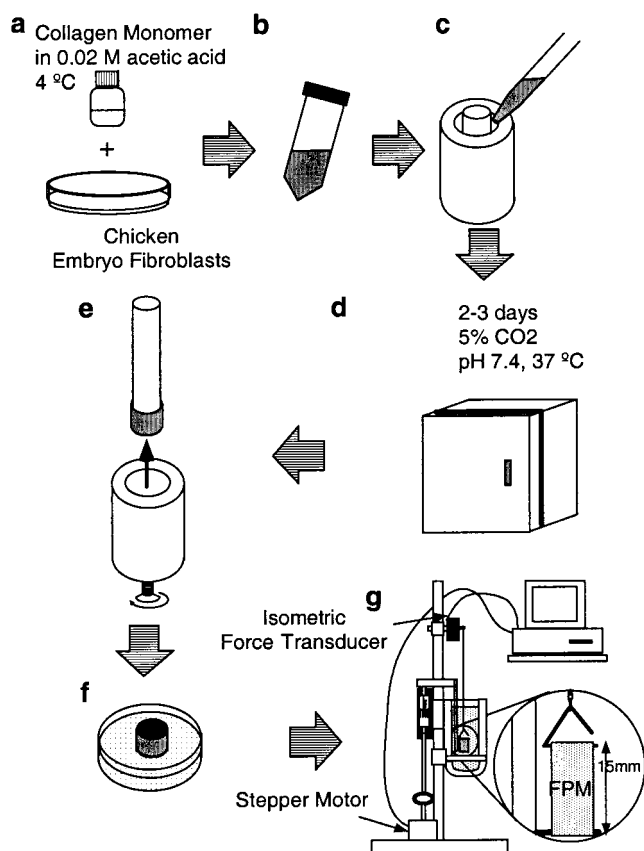 a
Collagen Monomer
in 0.02 M acetic acid
4 ºC
+
Chicken
Embryo Fibroblasts
b
c
d
2-3 days
5% CO2
pH 7.4, 37 ºC
e
f
g
Isometric
Force Transducer
Stepper Motor
FPM
15mm